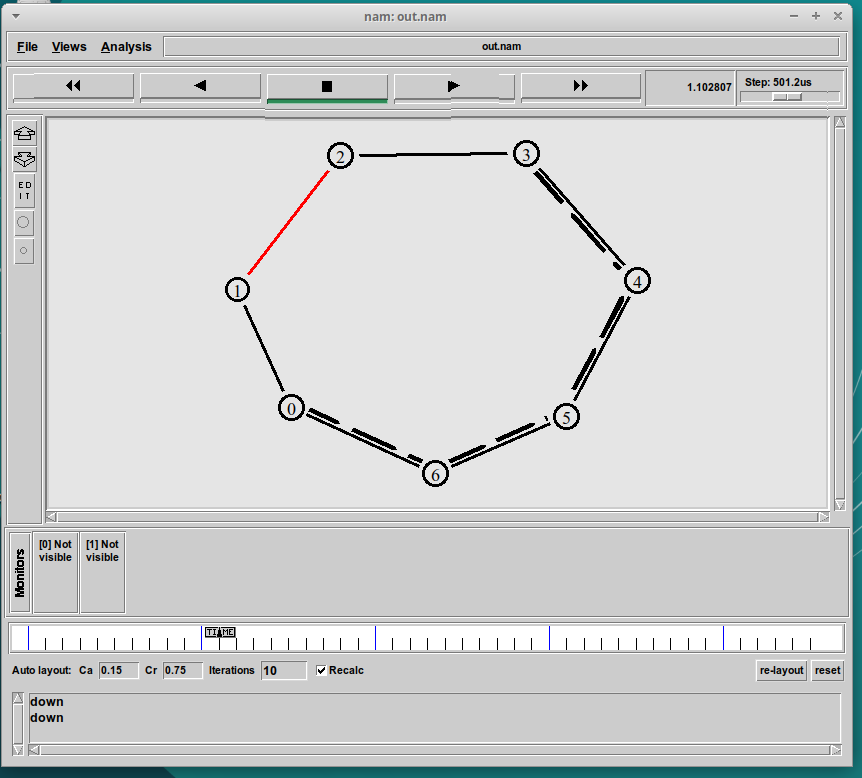 nam: out.nam
File Views Analysis out.nam
1.102807 Step: 501.2us
ED
IT
2
3
4
1
0
5
6
Monitors
[0] Not
visible
[1] Not
visible
TIME
Auto layout: Ca 0.15 Cr 0.75 Iterations 10 Recalc re-layout reset
down
down